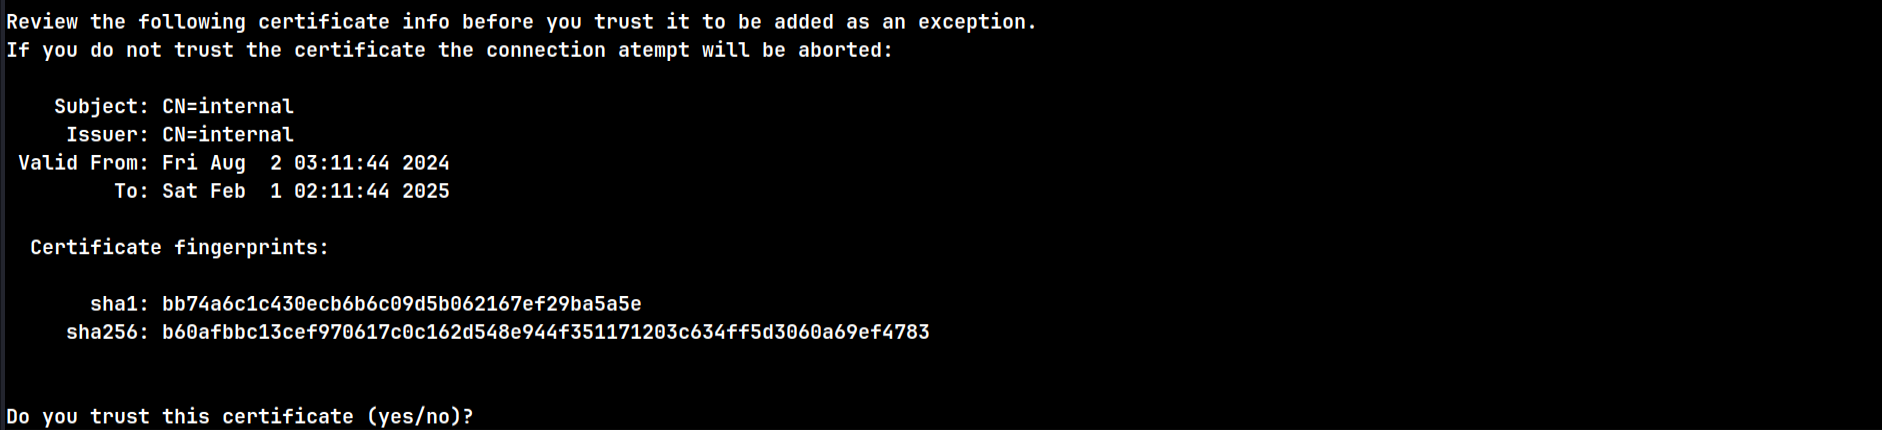 Review the following certificate info before you trust it to be added as an exception.
If you do not trust the certificate the connection atempt will be aborted:
Subject: CN=internal
Issuer: CN=internal
Valid From: Fri Aug  2 03:11:44 2024
To: Sat Feb  1 02:11:44 2025
Certificate fingerprints:
sha1: bb74a6c1c430ecb6b6c09d5b062167ef29ba5a5e
sha256: b60afbbc13cef970617c0c162d548e944f351171203c634ff5d3060a69ef4783
Do you trust this certificate (yes/no)?